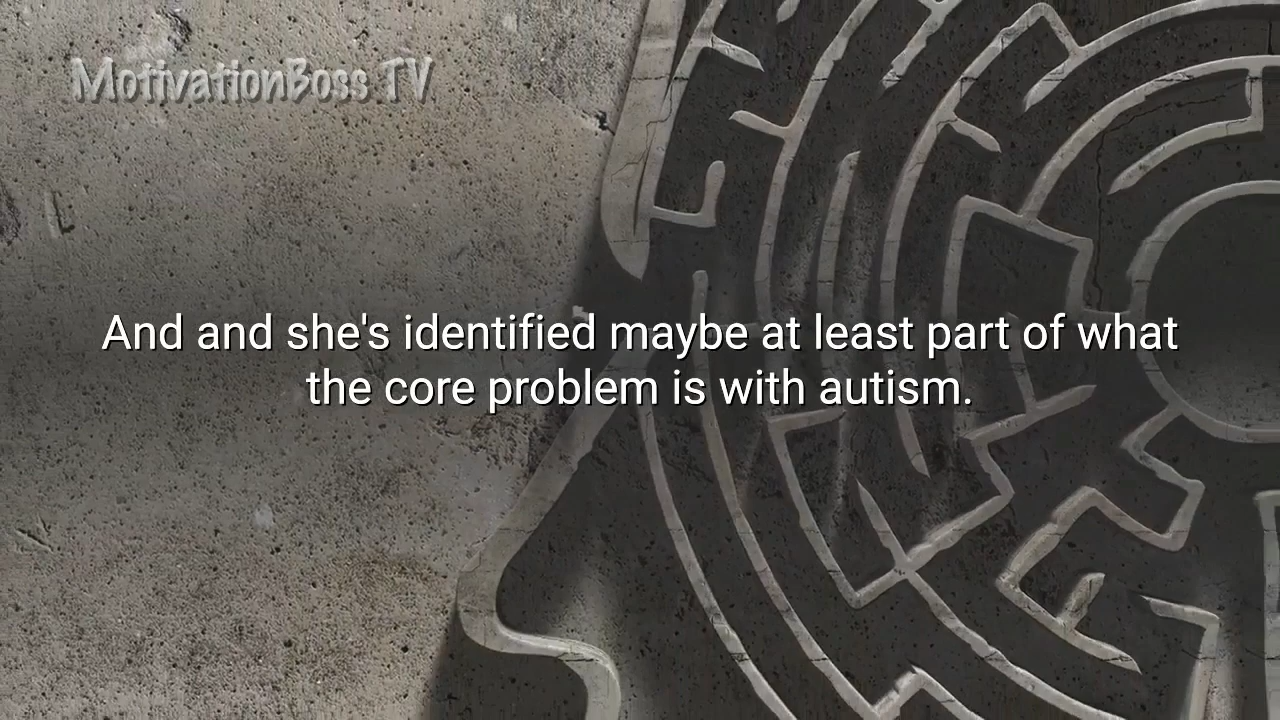 MotivationBoss TV
And and she's identified maybe at least part of what
the core problem is with autism.